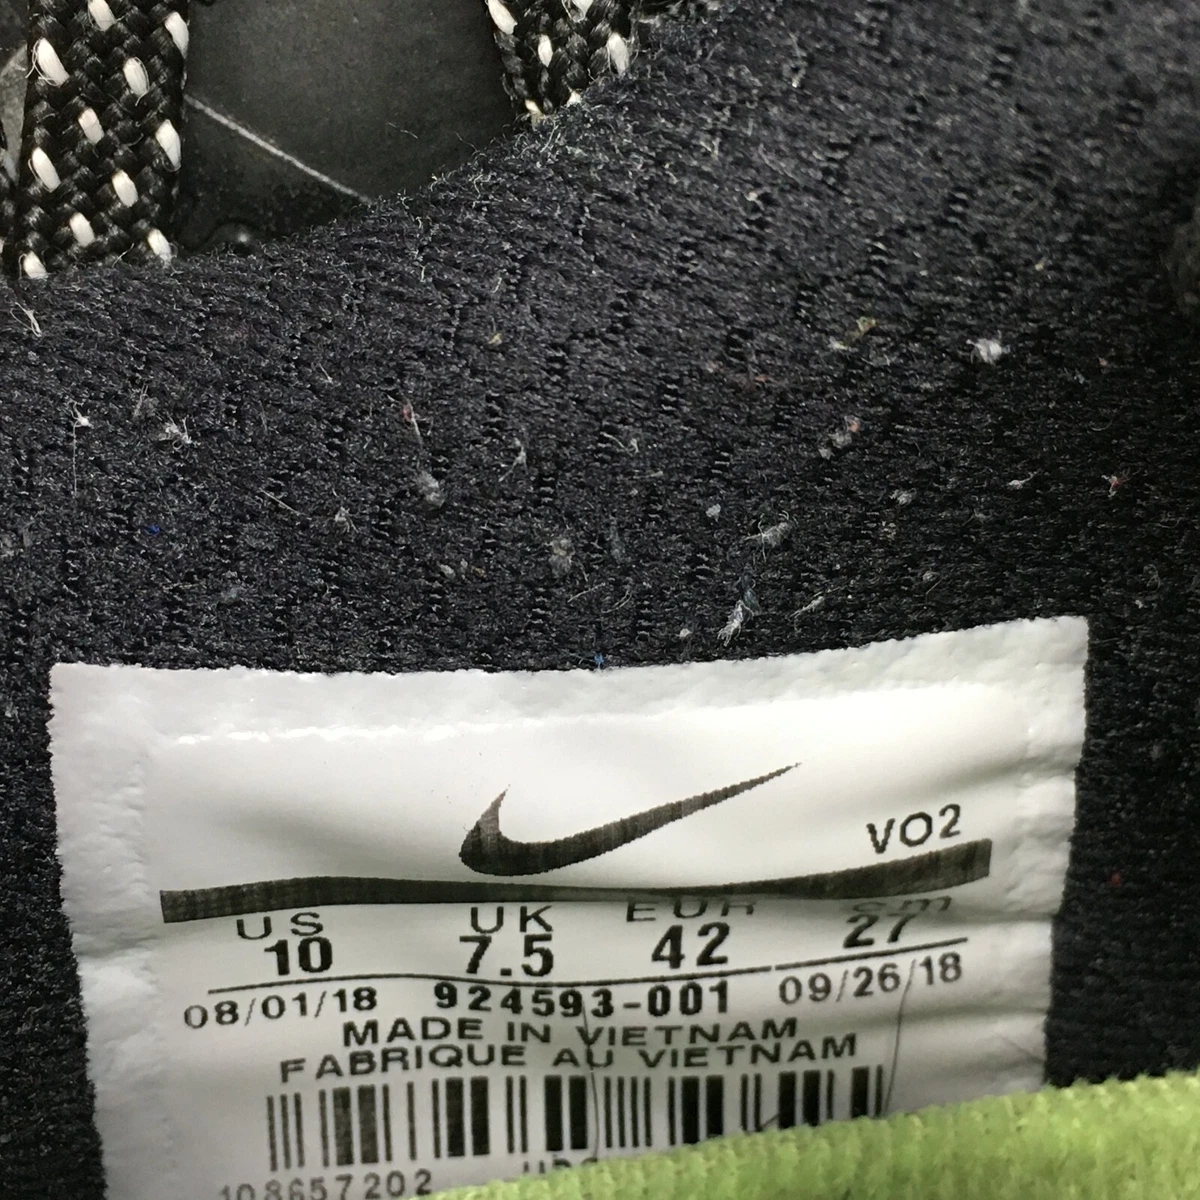 VO2
US UK EUR cm
10 7.5 42 27
08/01/18 924593-001 09/26/18
MADE IN VIETNAM
FABRIQUE AU VIETNAM
108657202